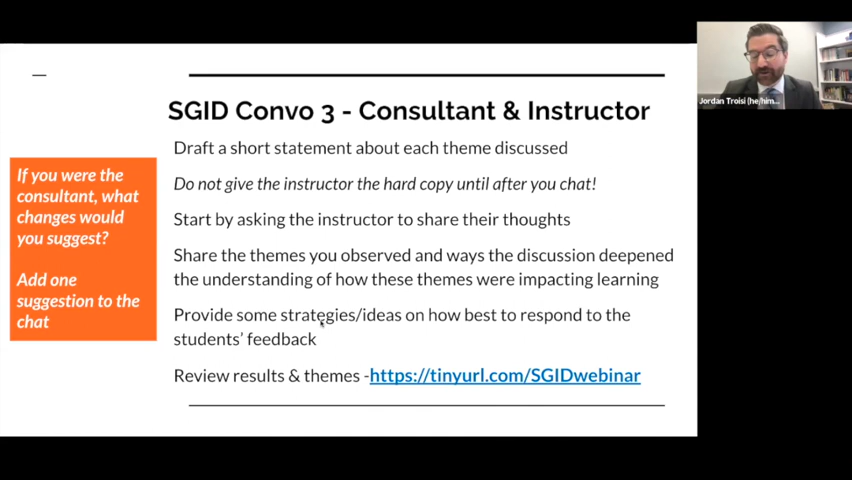 SGID Convo 3 - Consultant & Instructor
Draft a short statement about each theme discussed
Do not give the instructor the hard copy until after you chat!
Start by asking the instructor to share their thoughts
Share the themes you observed and ways the discussion deepened
the understanding of how these themes were impacting learning
Provide some strategies/ideas on how best to respond to the
students' feedback
Review results & themes -https://tinyurl.com/SGIDwebinar
If you were the
consultant, what
changes would
you suggest?
Add one
suggestion to the
chat
Jordan Troisi (he/him...